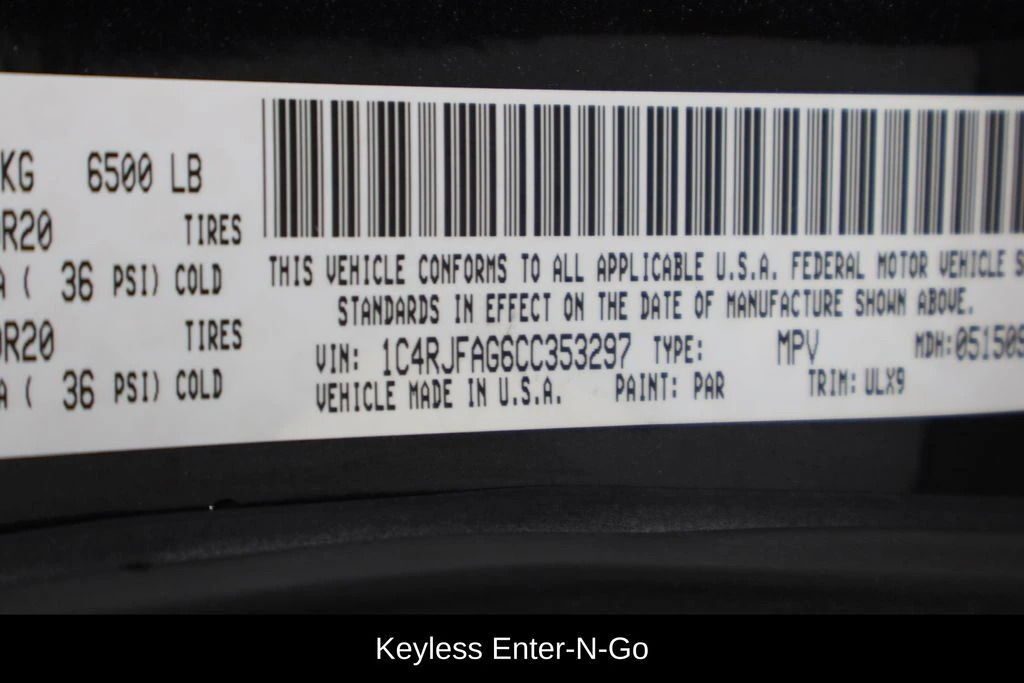 KG 6500 LB
R20 TIRES
A ( 36 PSI) COLD
R20 TIRES
A ( 36 PSI) COLD
THIS VEHICLE CONFORMS TO ALL APPLICABLE U.S.A. FEDERAL MOTOR VEHICLE S
STANDARDS IN EFFECT ON THE DATE OF MANUFACTURE SHOWN ABOVE.
VIN: 1C4RJFAG6CC353297 TYPE: MPV MDH:051509
VEHICLE MADE IN U.S.A. PAINT: PAR TRIM: ULX9
Keyless Enter-N-Go